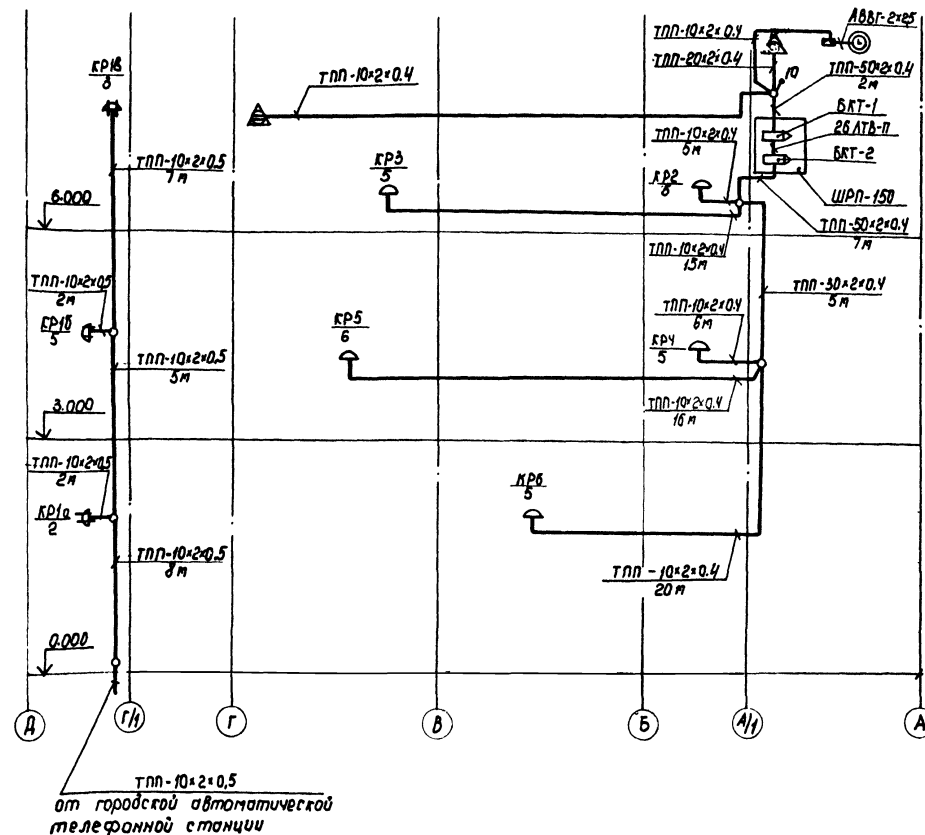 КР1в
8
ТПП-10×2×0.4
ТПП-10×2×0.4
ТПП-20×2×0.4
АВВГ-2×25
10
ТПП-50×2×0.4
2м
БКТ-1
26 ЛТВ-П
БКТ-2
ШРП-150
ТПП-50×2×0.4
7м
ТПП-10×2×0.5
7м
КР3
5
ТПП-10×2×0.4
5м
КР2
6.000
ТПП-10×2×0.4
15м
ТПП-30×2×0.4
5м
ТПП-10×2×0.5
2м
КР1б
5
ТПП-10×2×0.5
5м
КР5
6
ТПП-10×2×0.4
6м
КР4
5
ТПП-10×2×0.4
16м
3.000
ТПП-10×2×0.5
2м
КР1а
2
КР6
5
ТПП-10×2×0.5
8м
ТПП-10×2×0.4
20м
0.000
Д
Г/1
Г
В
Б
А/1
А
ТПП-10×2×0,5
от городской автоматической
телефонной станции